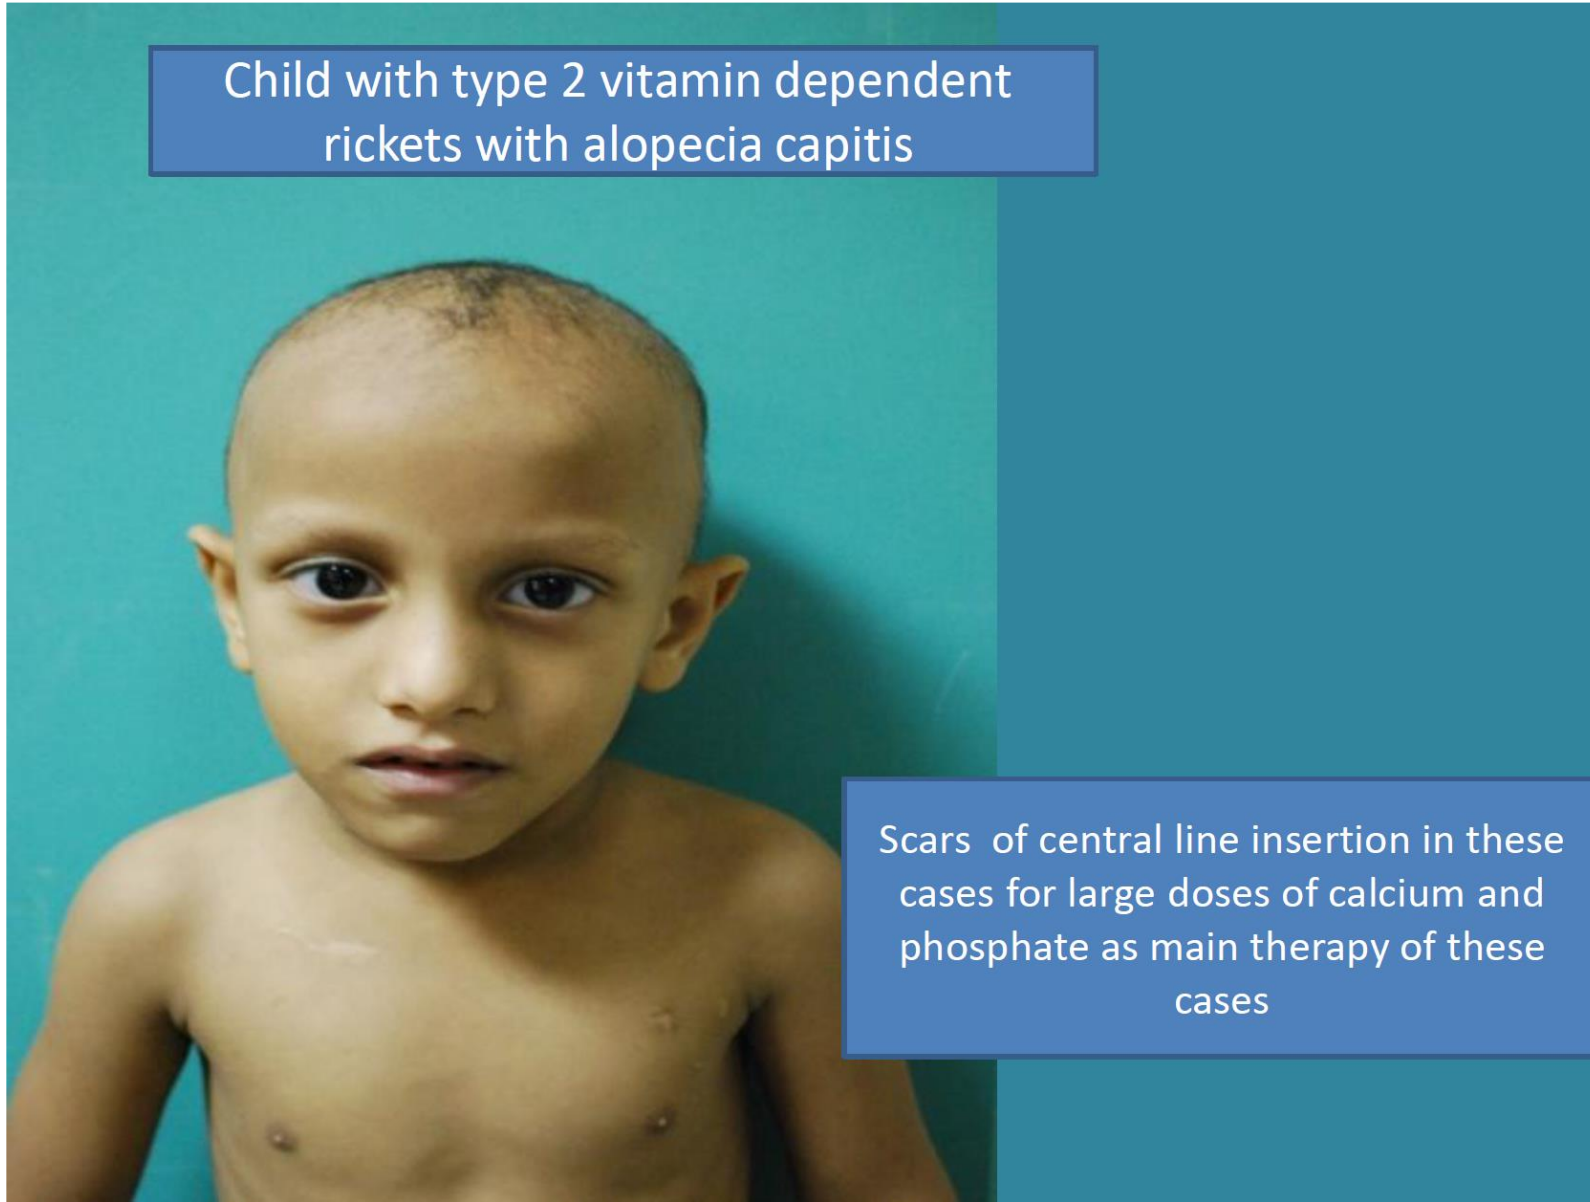 Child with type 2 vitamin dependent
rickets with alopecia capitis
Scars of central line insertion in these
cases for large doses of calcium and
phosphate as main therapy of these
cases